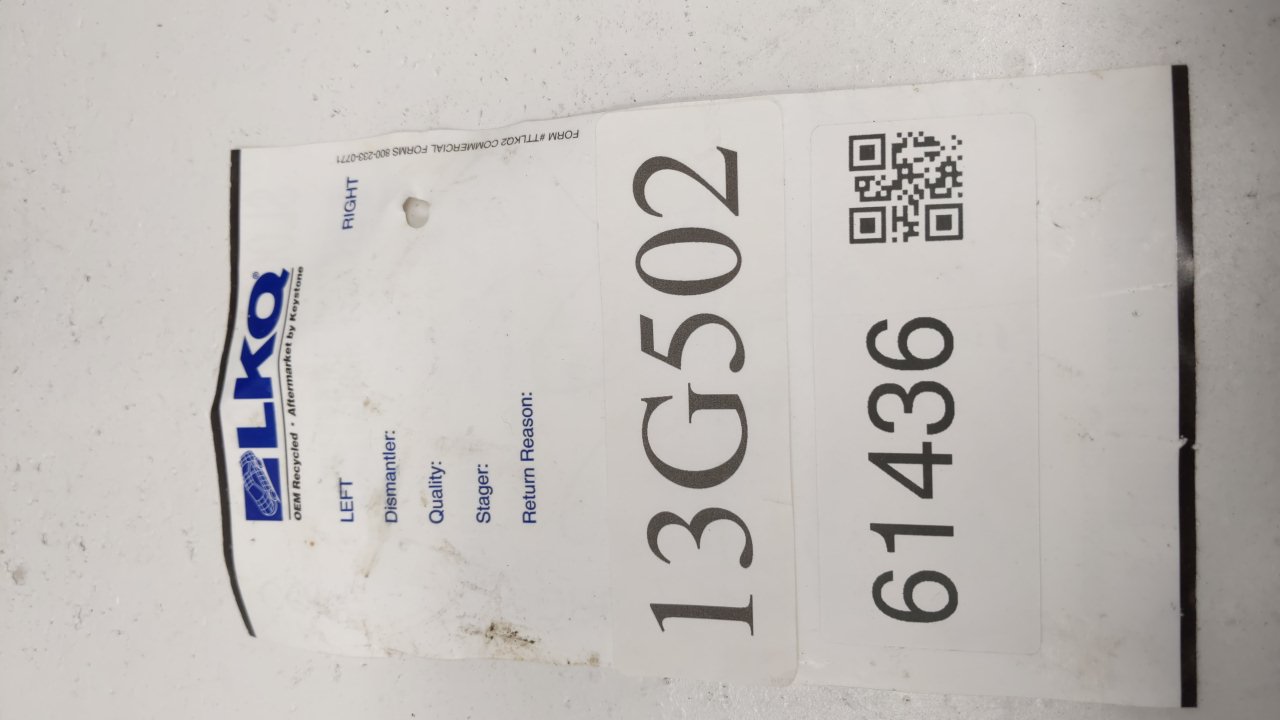 LKQ®
OEM Recycled • Aftermarket by Keystone
LEFT RIGHT
Dismantler:
Quality:
Stager:
Return Reason:
FORM #TTLKQ2 COMMERCIAL FORMS 800-233-0771
13G502
61436